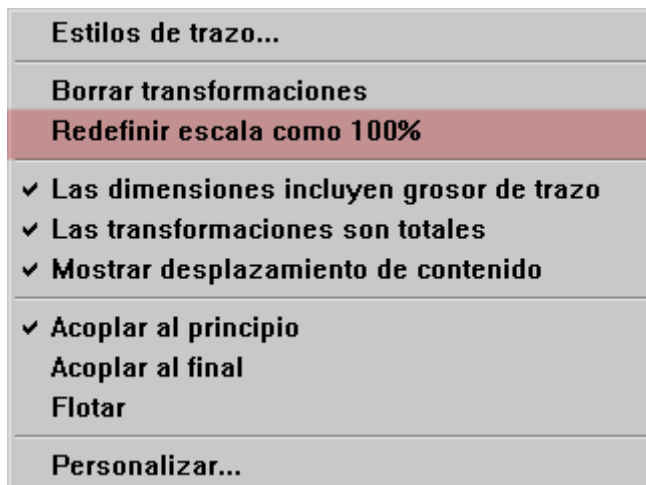 Estilos de trazo...
Borrar transformaciones
Redefinir escala como 100%
Las dimensiones incluyen grosor de trazo
Las transformaciones son totales
Mostrar desplazamiento de contenido
Acoplar al principio
Acoplar al final
Flotar
Personalizar...